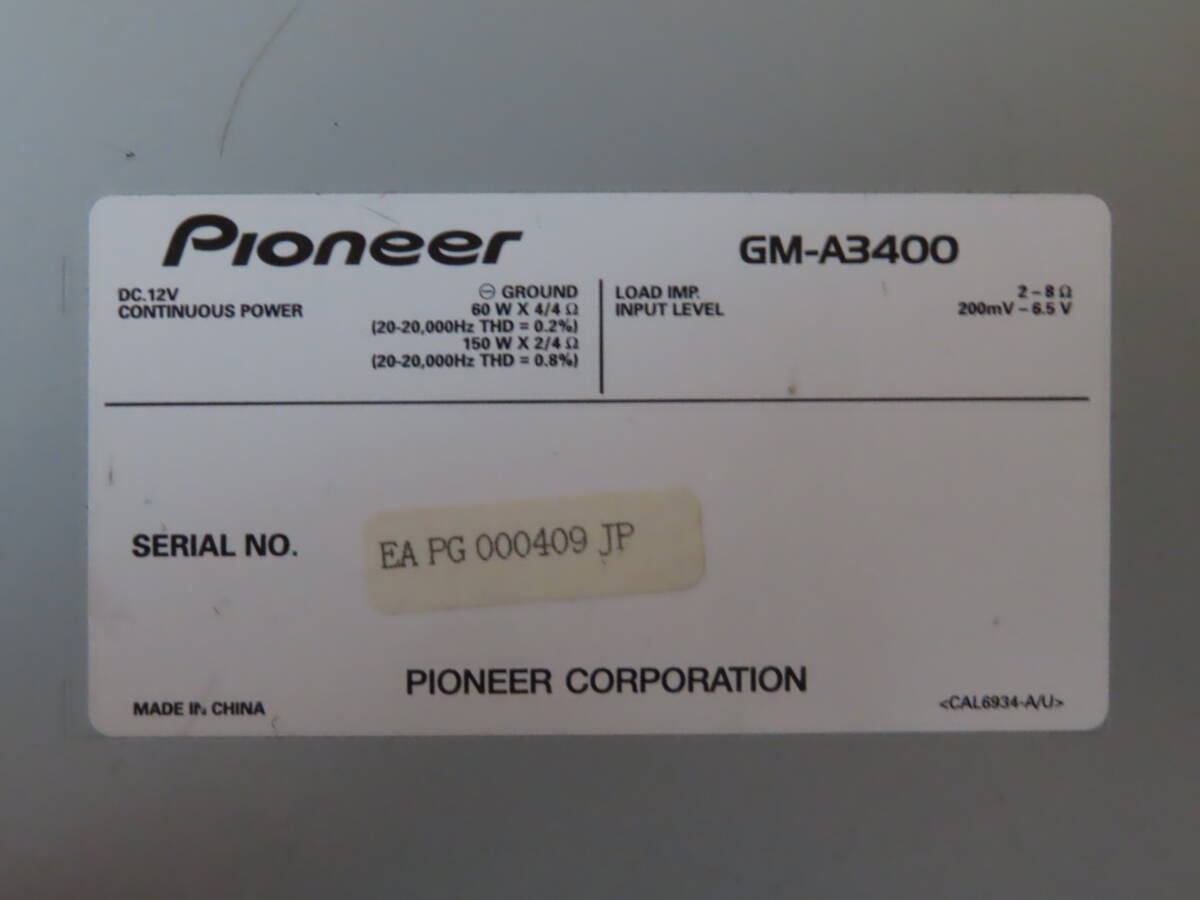 Pioneer
GM-A3400
DC.12V ⊖ GROUND
CONTINUOUS POWER 60 W X 4/4 Ω
(20-20,000Hz THD = 0.2%)
150 W X 2/4 Ω
(20-20,000Hz THD = 0.8%)
LOAD IMP. 2 – 8 Ω
INPUT LEVEL 200mV – 6.5 V
SERIAL NO. EA PG 000409 JP
PIONEER CORPORATION
MADE IN CHINA
<CAL6934-A/U>